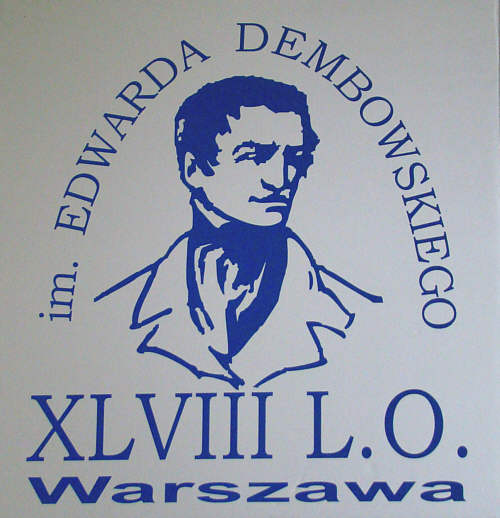 im. EDWARDA DEMBOWSKIEGO
XLVIII L.O.
Warszawa